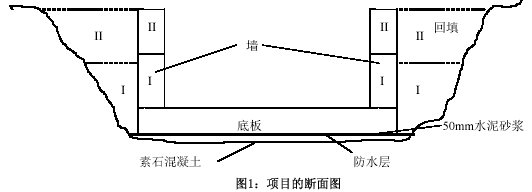 II II II II 回填
墙
I I I I
底板 50mm水泥砂浆
素石混凝土 防水层
图1：项目的断面图